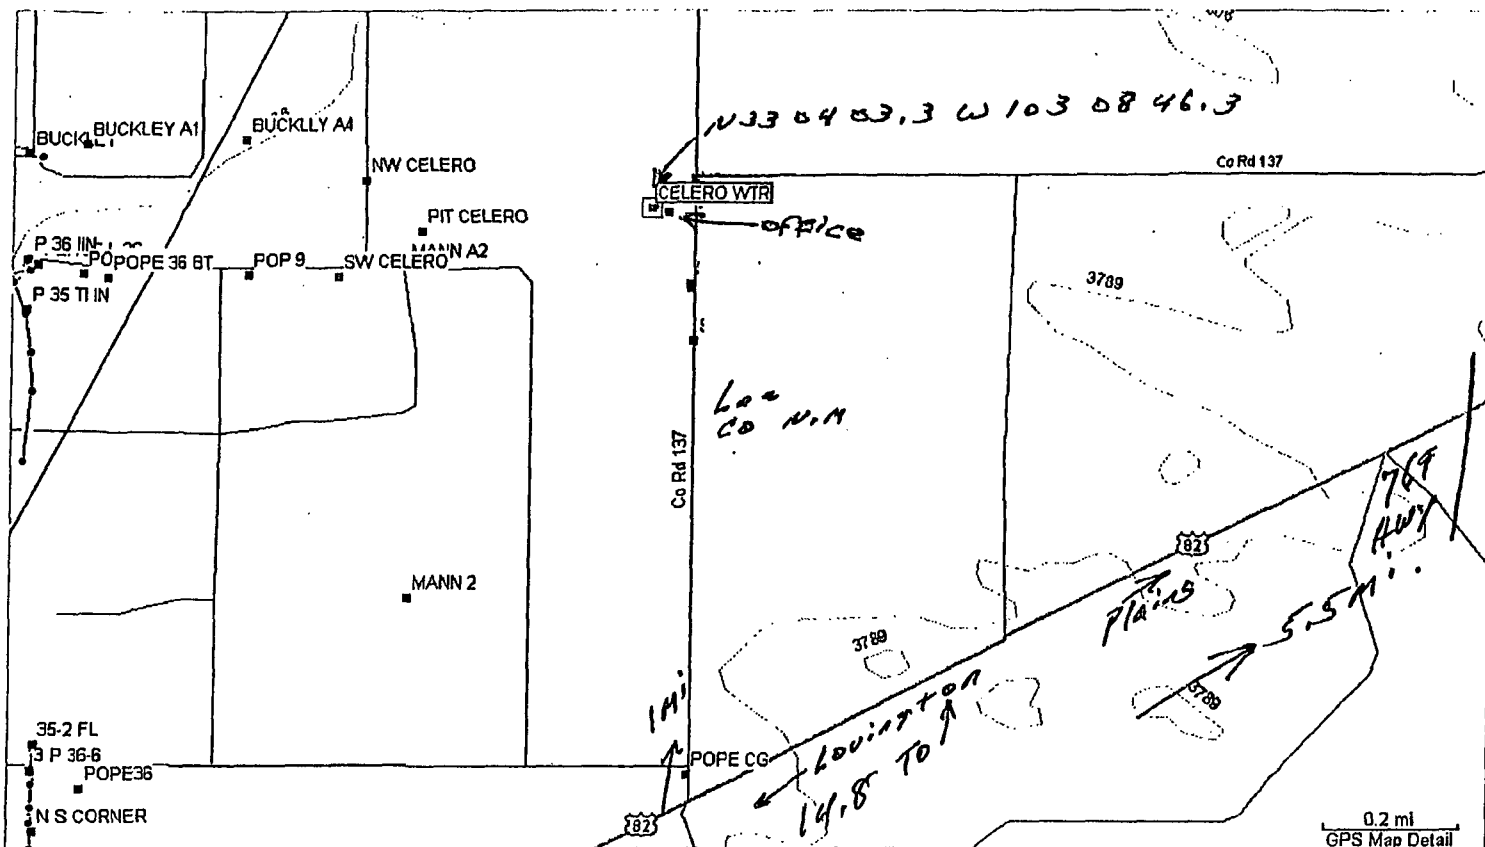 N33 04 03.3 W 103 08 46.3
BUCKLEY A1
BUCKLLY A4
Co Rd 137
NW CELERO
CELERO WTR
PIT CELERO
office
P 36 IIN
MANN A2
POPE 36 BT
POP 9
SW CELERO
3789
P 35 TI IN
Lea
CO N.M
Co Rd 137
769
HWY
82
MANN 2
Plains
5.5 mi.
3789
3789
1 Mi
Lovington
14.8 TO
35-2 FL
3 P 36-6
POPE CG
POPE36
N S CORNER
82
0.2 mi
GPS Map Detail